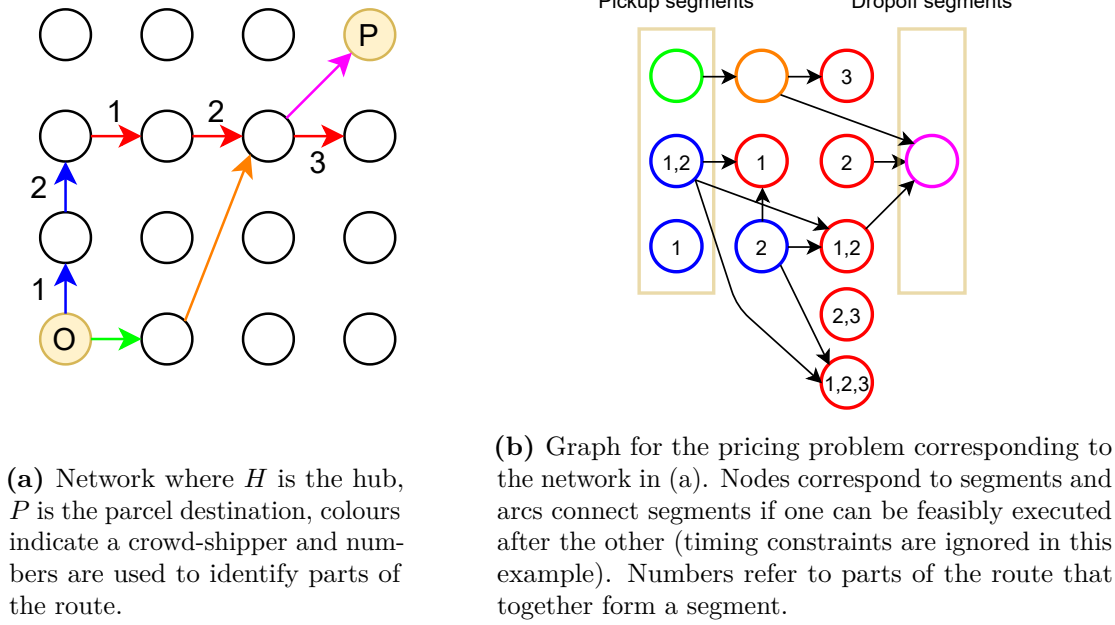 Pickup segments Dropoff segments
P
1 2 3
2
1
O
3
1,2 1 2
1 2 1,2
2,3
1,2,3
(a) Network where H is the hub,
P is the parcel destination, colours
indicate a crowd-shipper and num-
bers are used to identify parts of
the route.
(b) Graph for the pricing problem corresponding to
the network in (a). Nodes correspond to segments and
arcs connect segments if one can be feasibly executed
after the other (timing constraints are ignored in this
example). Numbers refer to parts of the route that
together form a segment.